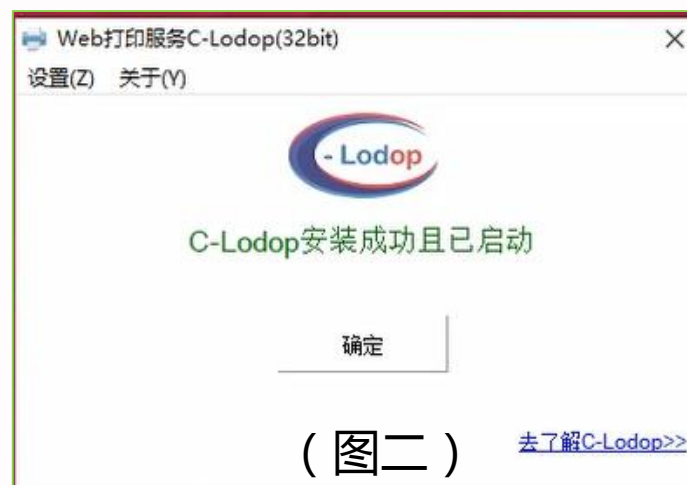 Web打印服务C-Lodop(32bit)
设置(Z) 关于(Y)
- Lodop
C-Lodop安装成功且已启动
确定
（图二）
去了解C-Lodop>>